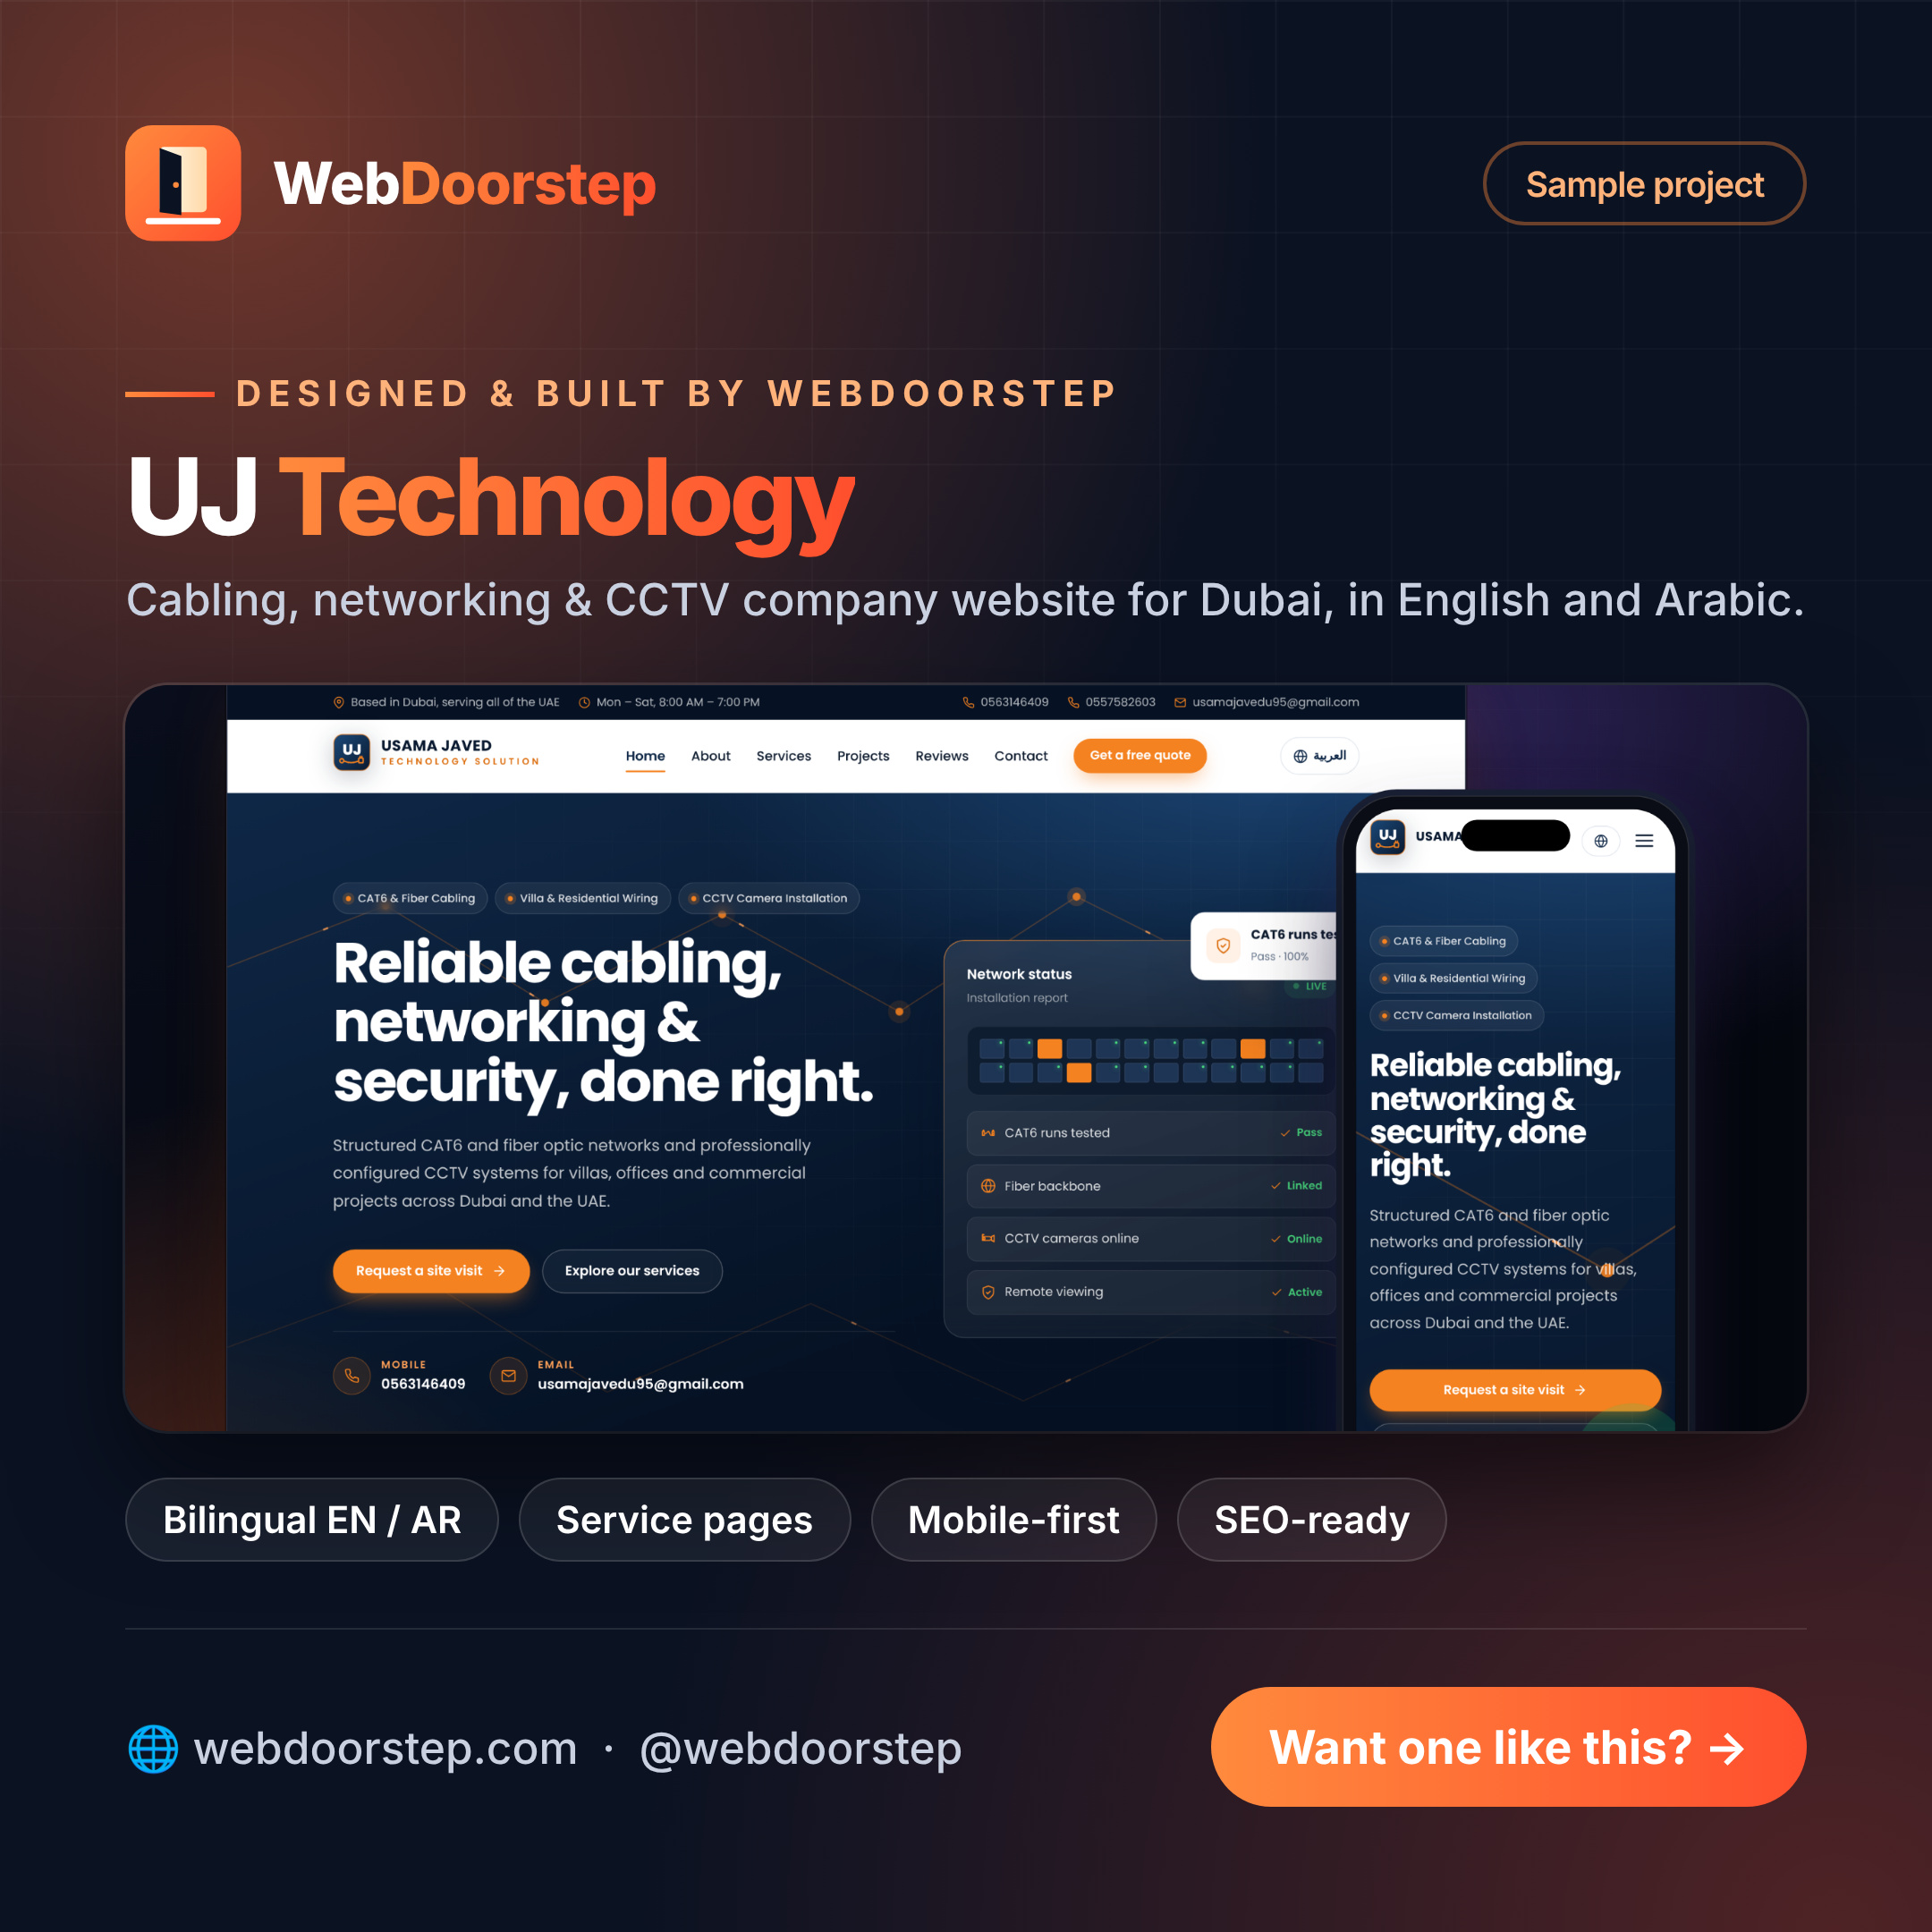 WebDoorstep
Sample project
DESIGNED & BUILT BY WEBDOORSTEP
UJ Technology
Cabling, networking & CCTV company website for Dubai, in English and Arabic.
Based in Dubai, serving all of the UAE
Mon – Sat, 8:00 AM – 7:00 PM
0563146409
0557582603
usamajavedu95@gmail.com
UJ
USAMA JAVED
TECHNOLOGY SOLUTION
Home
About
Services
Projects
Reviews
Contact
Get a free quote
العربية
CAT6 & Fiber Cabling
Villa & Residential Wiring
CCTV Camera Installation
Reliable cabling,
networking &
security, done right.
Structured CAT6 and fiber optic networks and professionally
configured CCTV systems for villas, offices and commercial
projects across Dubai and the UAE.
Request a site visit →
Explore our services
MOBILE
0563146409
EMAIL
usamajavedu95@gmail.com
CAT6 runs tes
Pass · 100%
Network status
LIVE
Installation report
CAT6 runs tested
Pass
Fiber backbone
Linked
CCTV cameras online
Online
Remote viewing
Active
UJ
USAMA
CAT6 & Fiber Cabling
Villa & Residential Wiring
CCTV Camera Installation
Reliable cabling,
networking &
security, done
right.
Structured CAT6 and fiber optic
networks and professionally
configured CCTV systems for villas,
offices and commercial projects
across Dubai and the UAE.
Request a site visit →
Bilingual EN / AR
Service pages
Mobile-first
SEO-ready
webdoorstep.com · @webdoorstep
Want one like this? →